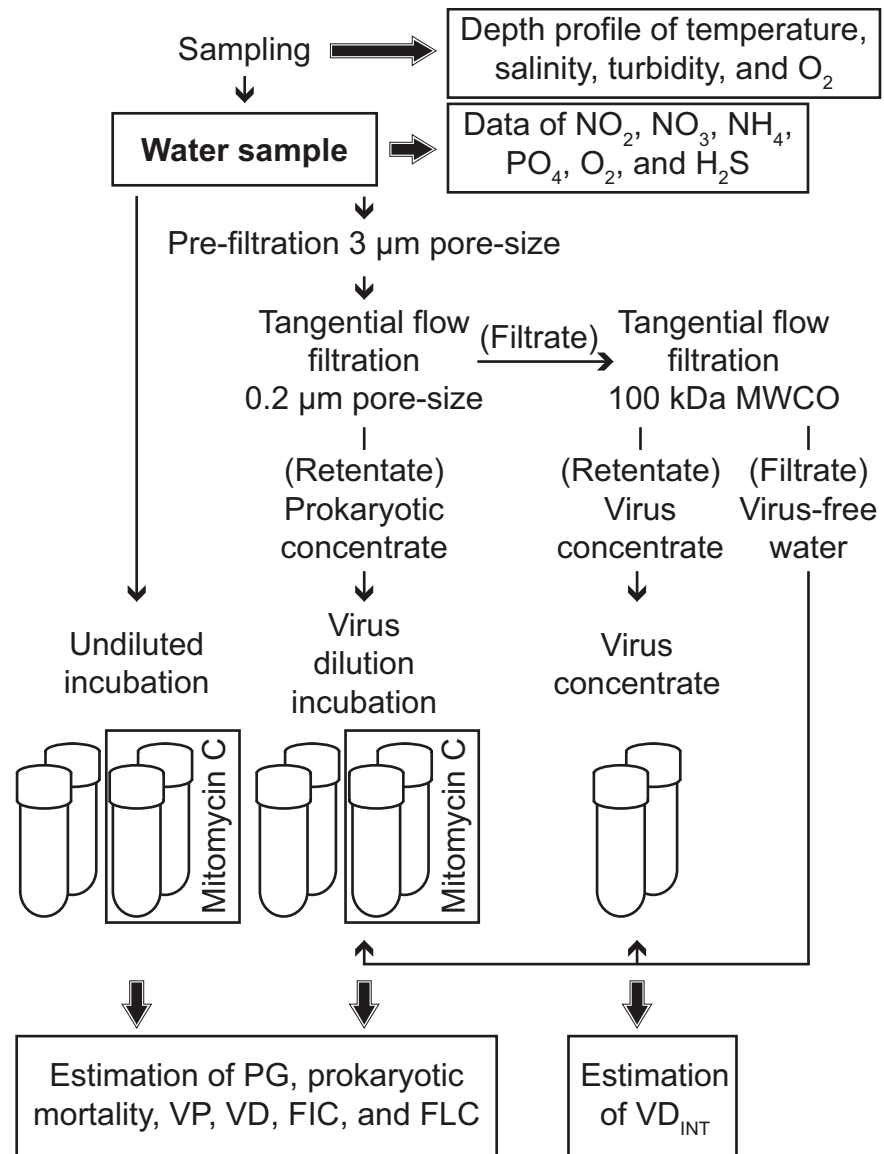 Sampling
Depth profile of temperature,
salinity, turbidity, and O₂
Water sample
Data of NO₂, NO₃, NH₄,
PO₄, O₂, and H₂S
Pre-filtration 3 µm pore-size
Tangential flow
filtration
0.2 µm pore-size
(Filtrate)
Tangential flow
filtration
100 kDa MWCO
(Retentate)
Prokaryotic
concentrate
(Retentate)
Virus
concentrate
(Filtrate)
Virus-free
water
Undiluted
incubation
Virus
dilution
incubation
Virus
concentrate
Mitomycin C
Mitomycin C
Estimation of PG, prokaryotic
mortality, VP, VD, FIC, and FLC
Estimation
of VD_INT